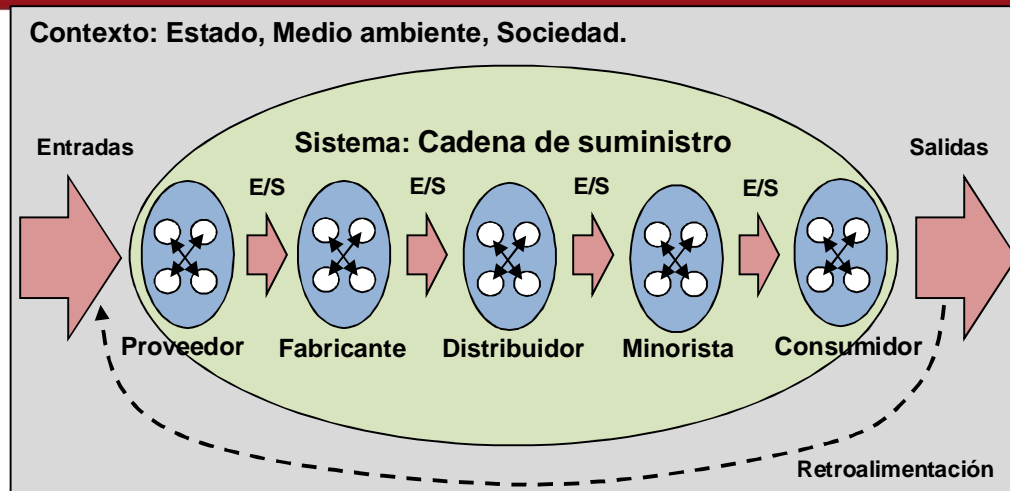 Contexto: Estado, Medio ambiente, Sociedad.
Entradas
Sistema: Cadena de suministro
Salidas
E/S
E/S
E/S
E/S
Proveedor
Fabricante
Distribuidor
Minorista
Consumidor
Retroalimentación